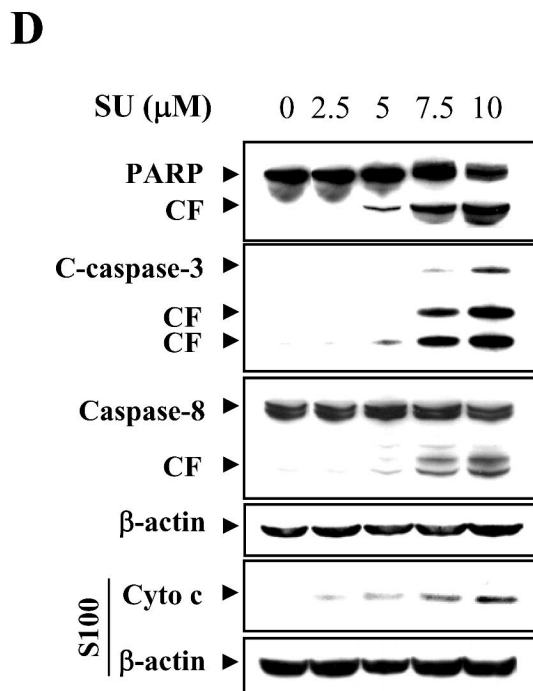 D
SU (μM) 0 2.5 5 7.5 10
PARP
CF
C-caspase-3
CF
CF
Caspase-8
CF
β-actin
S100
Cyto c
β-actin